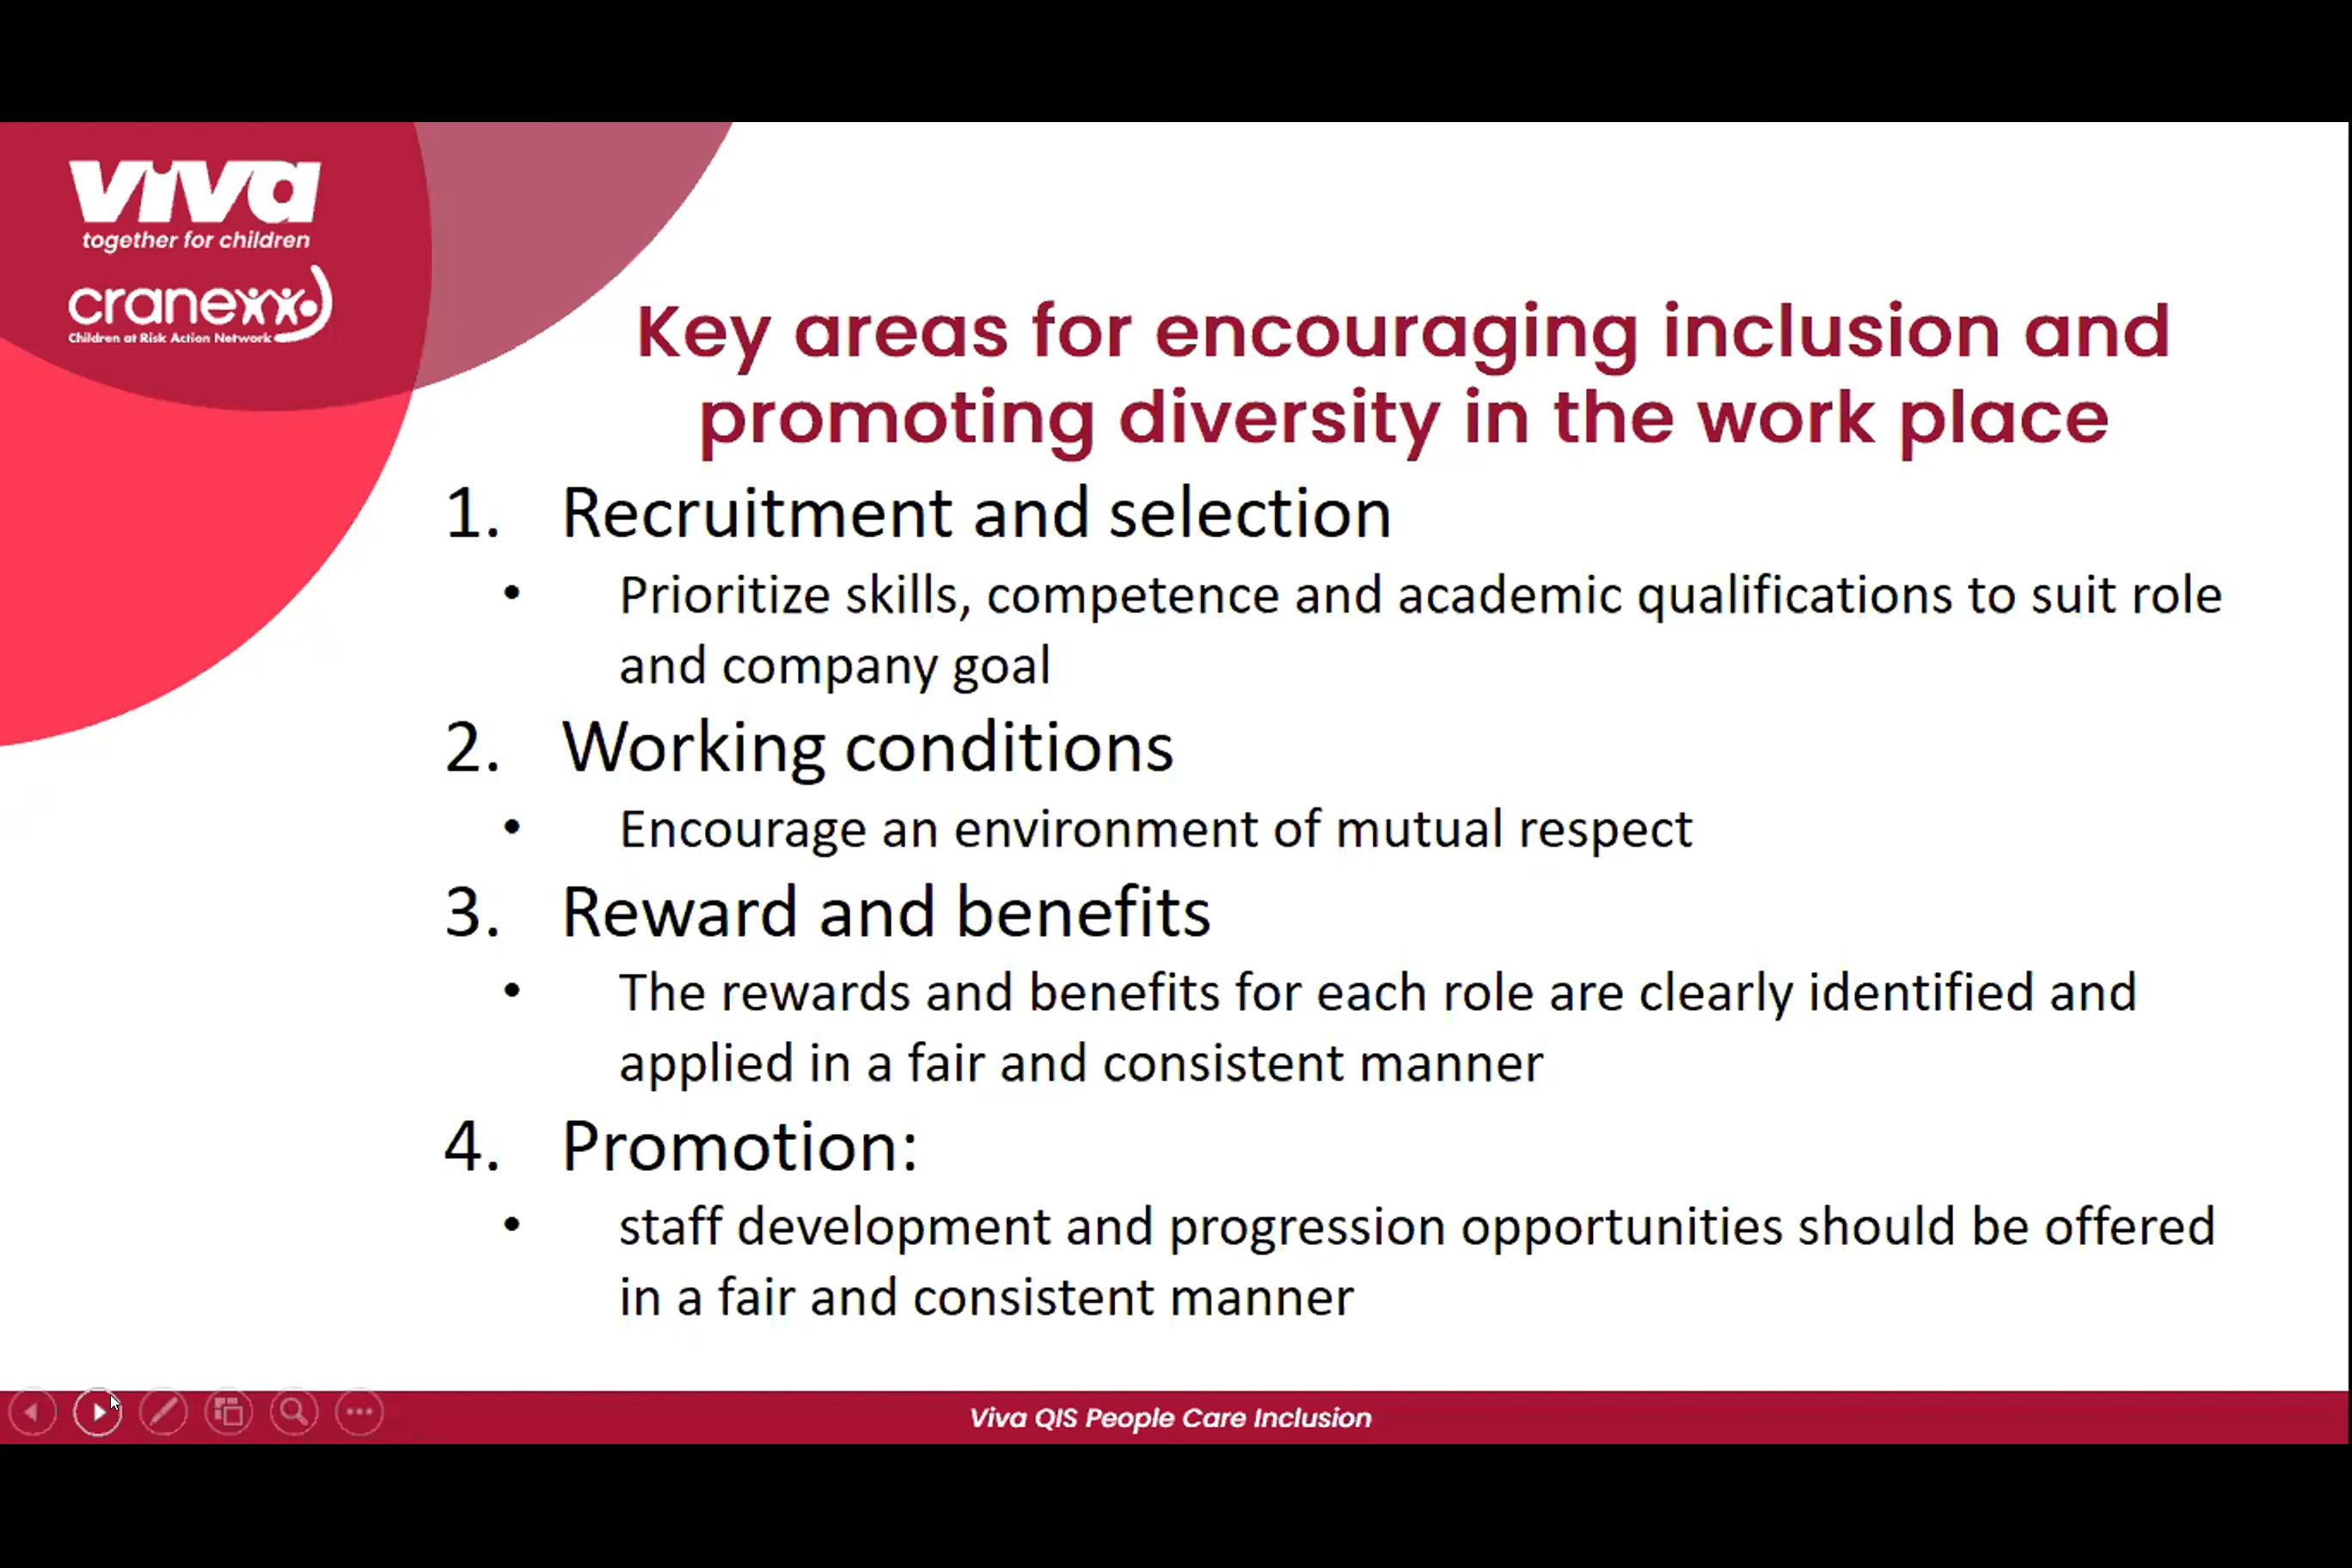 viva
together for children
crane
Children at Risk Action Network
Key areas for encouraging inclusion and
promoting diversity in the work place
1. Recruitment and selection
• Prioritize skills, competence and academic qualifications to suit role
and company goal
2. Working conditions
• Encourage an environment of mutual respect
3. Reward and benefits
• The rewards and benefits for each role are clearly identified and
applied in a fair and consistent manner
4. Promotion:
• staff development and progression opportunities should be offered
in a fair and consistent manner
Viva QIS People Care Inclusion